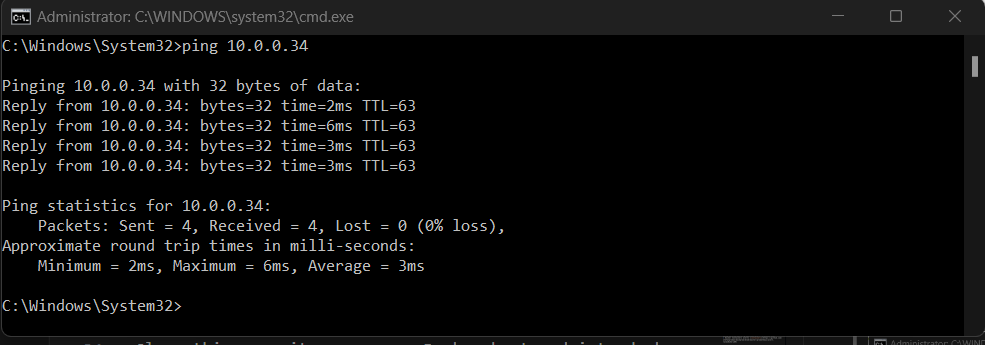 Administrator: C:\WINDOWS\system32\cmd.exe
C:\Windows\System32>ping 10.0.0.34
Pinging 10.0.0.34 with 32 bytes of data:
Reply from 10.0.0.34: bytes=32 time=2ms TTL=63
Reply from 10.0.0.34: bytes=32 time=6ms TTL=63
Reply from 10.0.0.34: bytes=32 time=3ms TTL=63
Reply from 10.0.0.34: bytes=32 time=3ms TTL=63
Ping statistics for 10.0.0.34:
    Packets: Sent = 4, Received = 4, Lost = 0 (0% loss),
Approximate round trip times in milli-seconds:
    Minimum = 2ms, Maximum = 6ms, Average = 3ms
C:\Windows\System32>
Administrator: C:\WIND